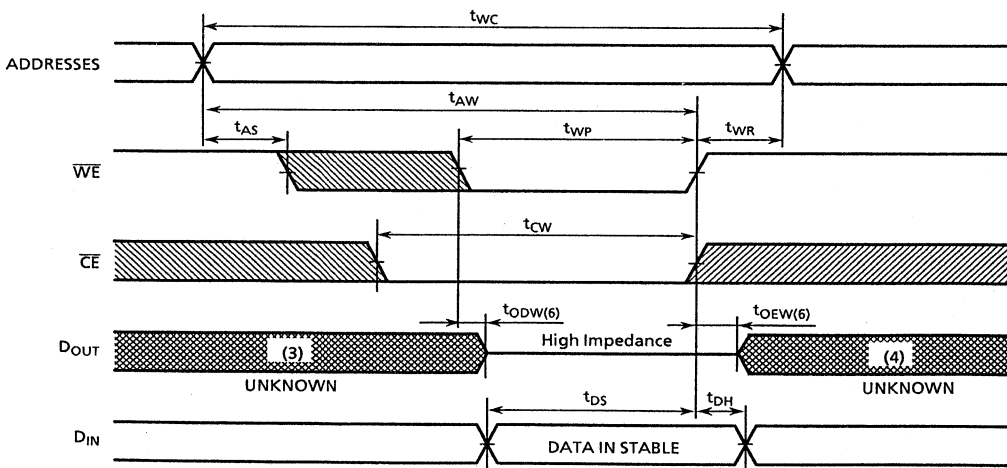 tWC
ADDRESSES
tAW
tAS
tWP
tWR
WE
tCW
CE
tODW(6)
tOEW(6)
DOUT
(3)
High Impedance
(4)
UNKNOWN
UNKNOWN
tDS
tDH
DIN
DATA IN STABLE